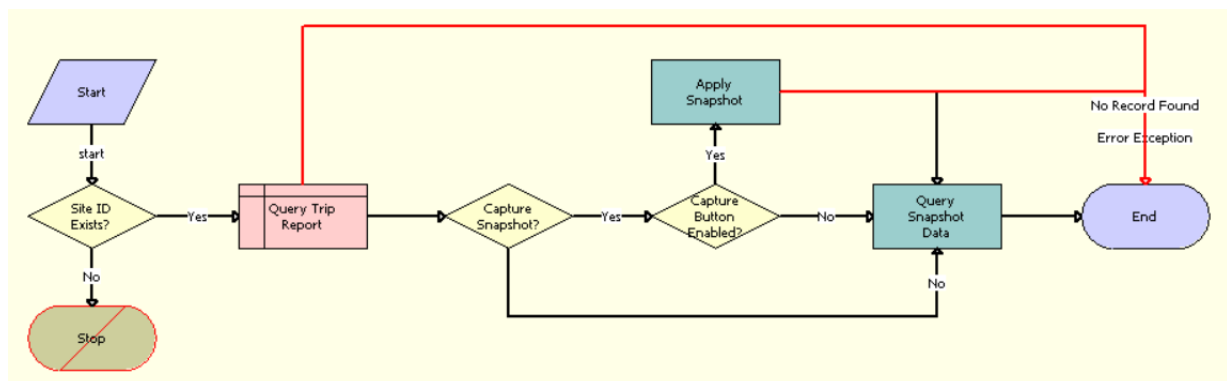 Start
start
Site ID
Exists?
Yes
No
Stop
Query Trip
Report
Capture
Snapshot?
Yes
Capture
Button
Enabled?
Yes
Apply
Snapshot
No
No
Query
Snapshot
Data
No Record Found
Error Exception
End